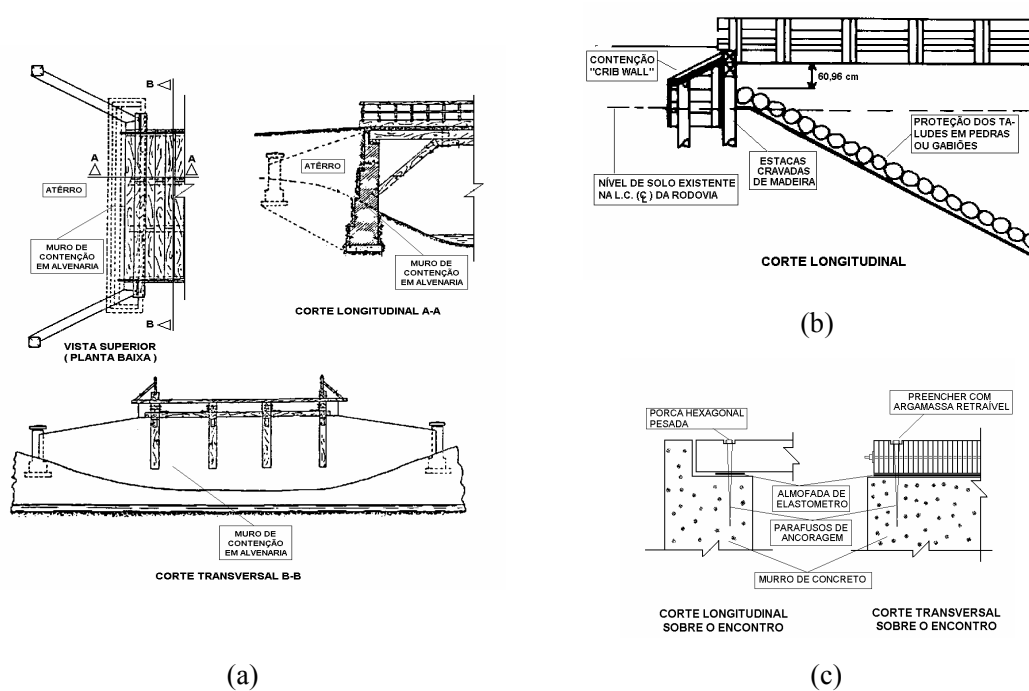 B
A
A
ATÊRRO
MURO DE
CONTENÇÃO
EM ALVENARIA
B
VISTA SUPERIOR
( PLANTA BAIXA )
ATÊRRO
MURO DE
CONTENÇÃO
EM ALVENARIA
CORTE LONGITUDINAL A-A
MURO DE
CONTENÇÃO
EM ALVENARIA
CORTE TRANSVERSAL B-B
(a)
CONTENÇÃO
"CRIB WALL"
60,96 cm
PROTEÇÃO DOS TA-
LUDES EM PEDRAS
OU GABIÕES
ESTACAS
CRAVADAS
DE MADEIRA
NÍVEL DE SOLO EXISTENTE
NA L.C. (℄) DA RODOVIA
CORTE LONGITUDINAL
(b)
PORCA HEXAGONAL
PESADA
PREENCHER COM
ARGAMASSA RETRAÍVEL
ALMOFADA DE
ELASTOMETRO
PARAFUSOS DE
ANCORAGEM
MURRO DE CONCRETO
CORTE LONGITUDINAL
SOBRE O ENCONTRO
CORTE TRANSVERSAL
SOBRE O ENCONTRO
(c)